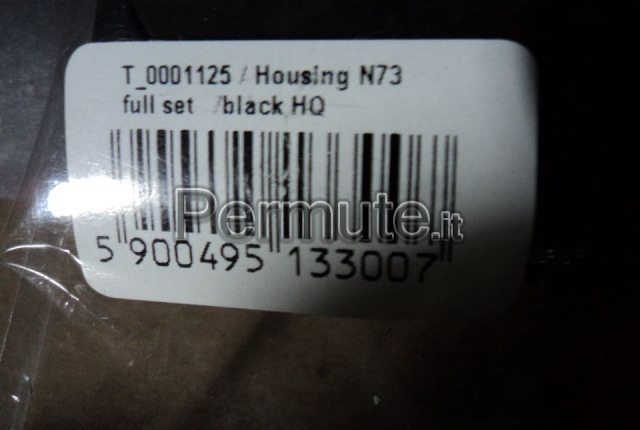 T_0001125 / Housing N73
full set /black HQ
Permute.it
5 900495 133007